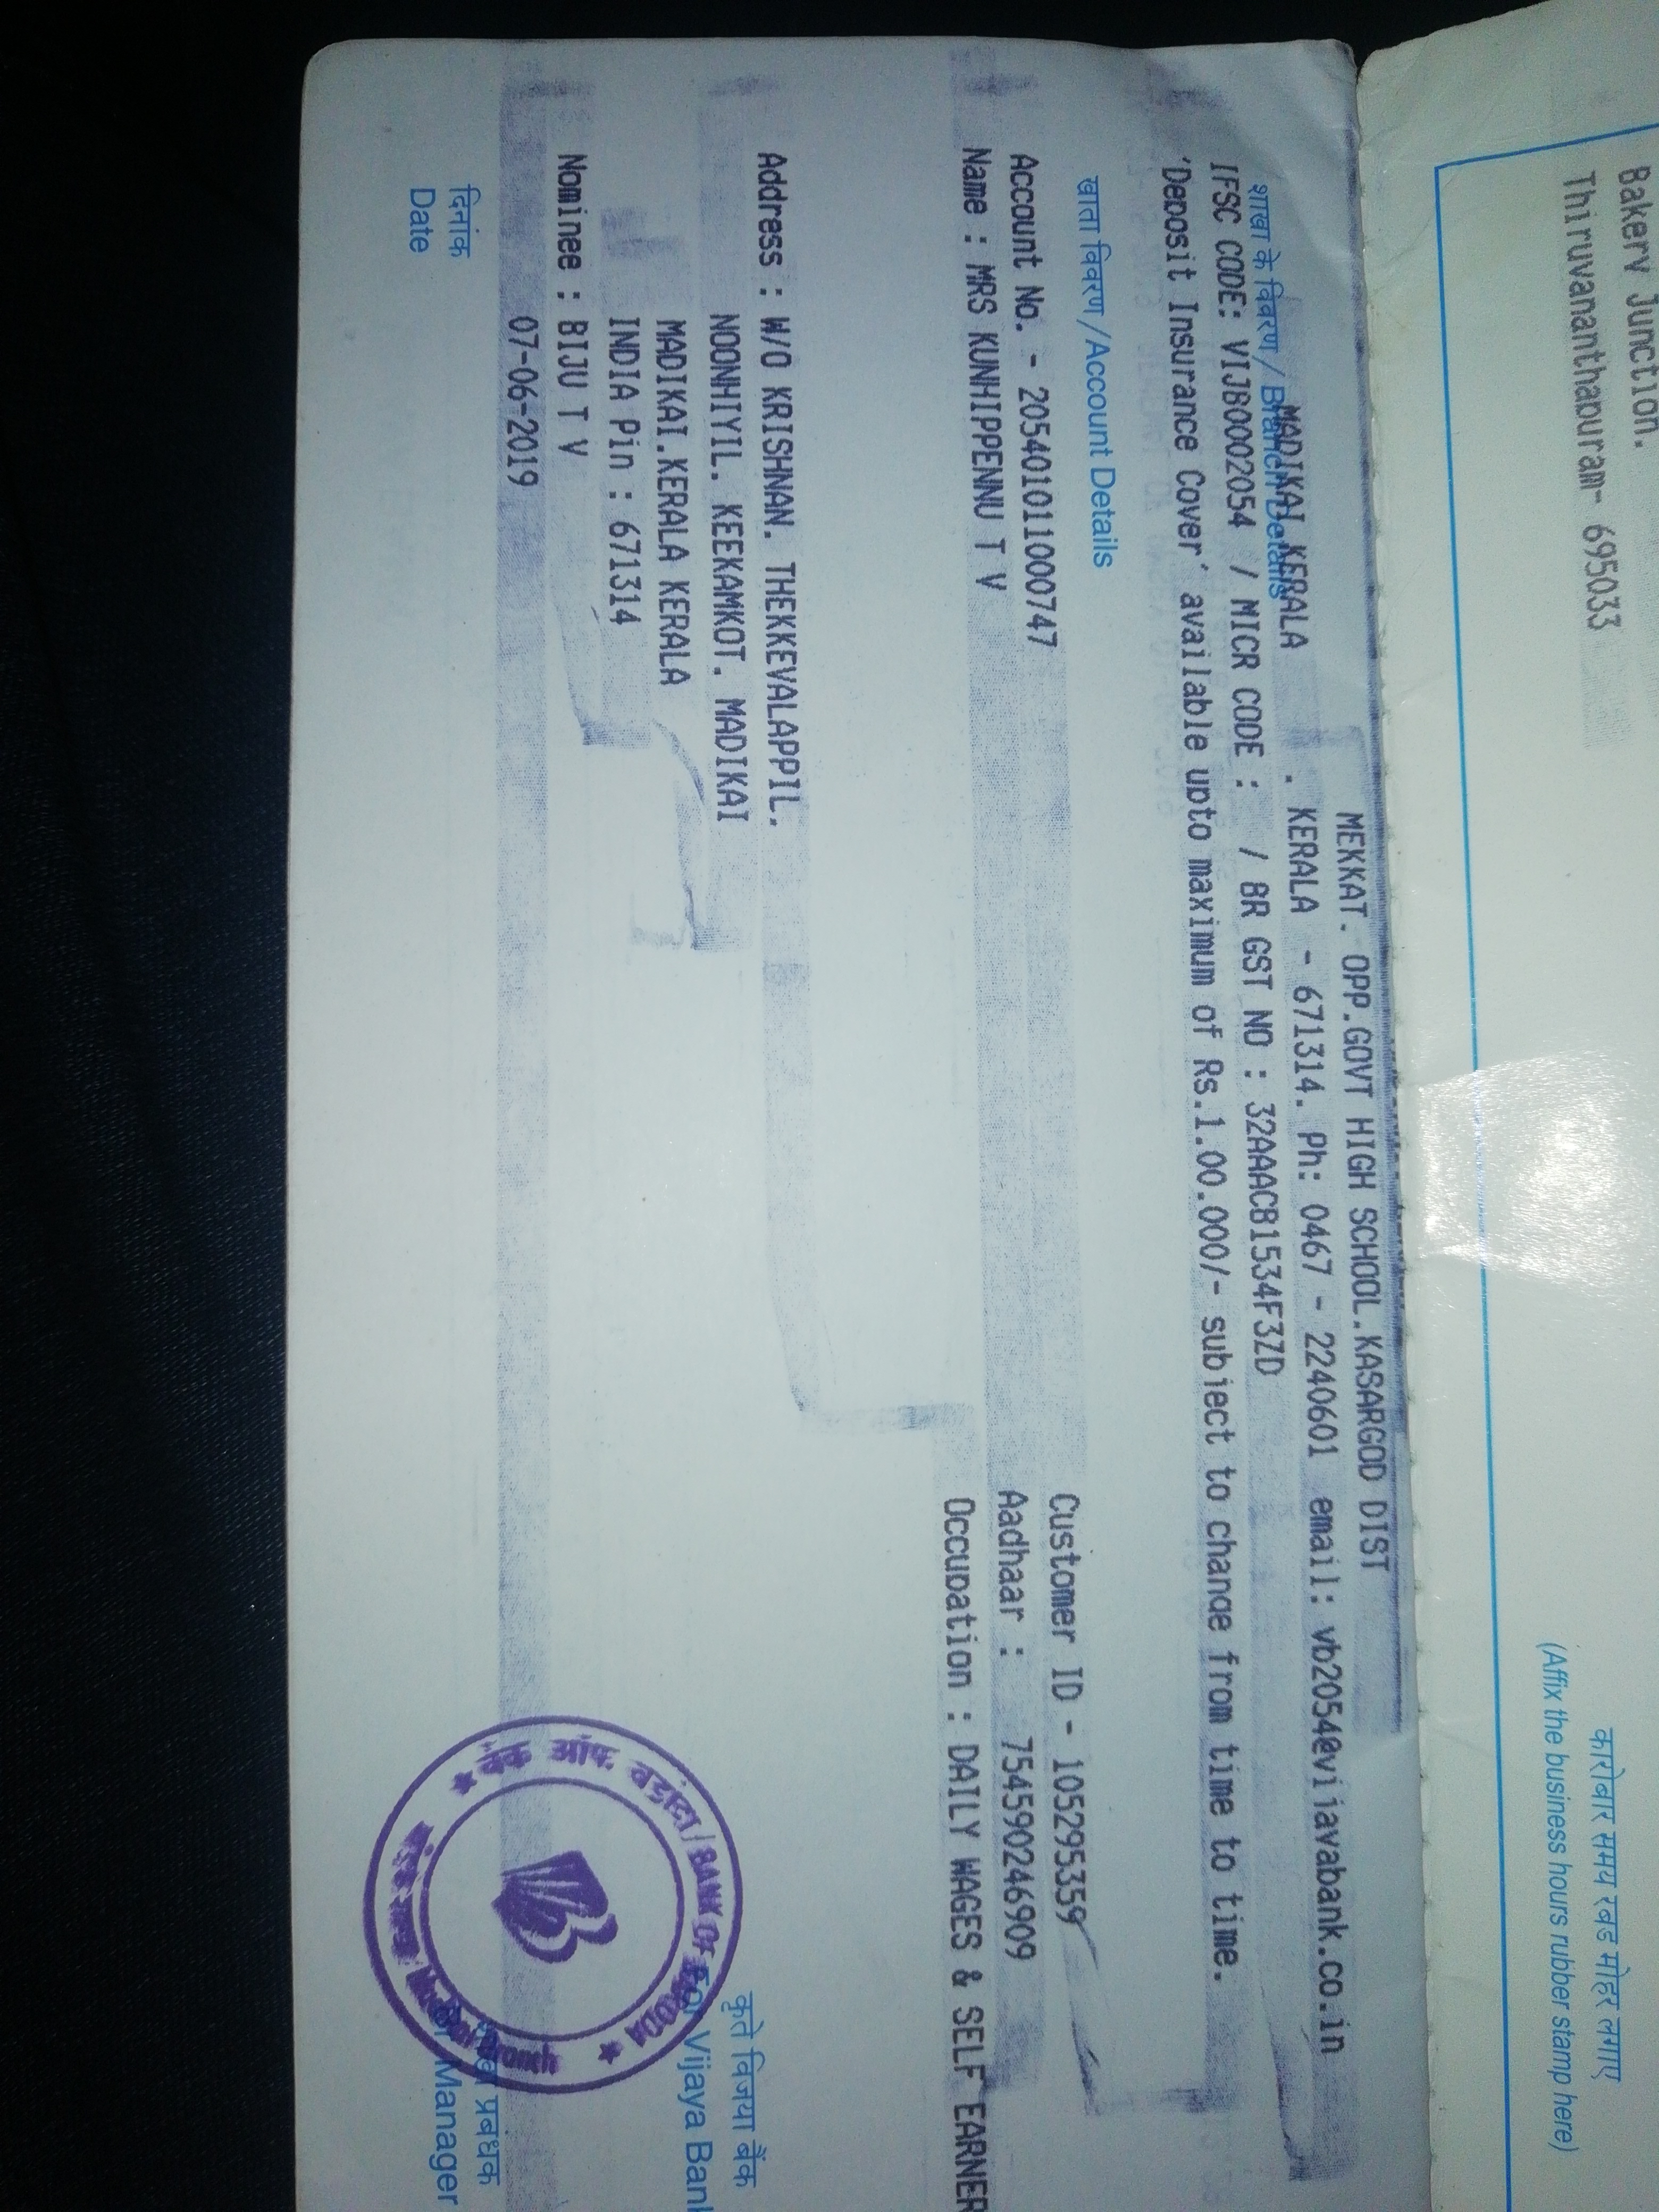 Bakery Junction.
Thiruvananthapuram- 695033
कारोबार समय रबड मोहर लगाए
(Affix the business hours rubber stamp here)
MEKKAT. OPP.GOVT HIGH SCHOOL.KASARGOD DIST
MADIKAI KERALA . KERALA - 671314. Ph: 0467 - 2240601 email: vb2054@vijayabank.co.in
शाखा के विवरण / Branch Details
IFSC CODE: VIJB0002054 / MICR CODE : / BR GST NO : 32AAACB1534F3ZD
'Deposit Insurance Cover' available upto maximum of Rs.1.00.000/- subject to change from time to time.
खाता विवरण /Account Details
Account No. - 205401011000747 Customer ID - 105295359
Name : MRS KUNHIPPENNU T V Aadhaar : 754590246909
Occupation : DAILY WAGES & SELF EARNER
Address : W/O KRISHNAN. THEKKEVALAPPIL.
NOONHIYIL. KEEKAMKOT. MADIKAI
MADIKAI.KERALA KERALA
INDIA Pin : 671314
Nominee : BIJU T V
07-06-2019
दिनांक
Date
कृते विजया बैंक
For Vijaya Bank
प्रबंधक
Manager
बैंक ऑफ बड़ौदा / BANK OF BARODA
Branch